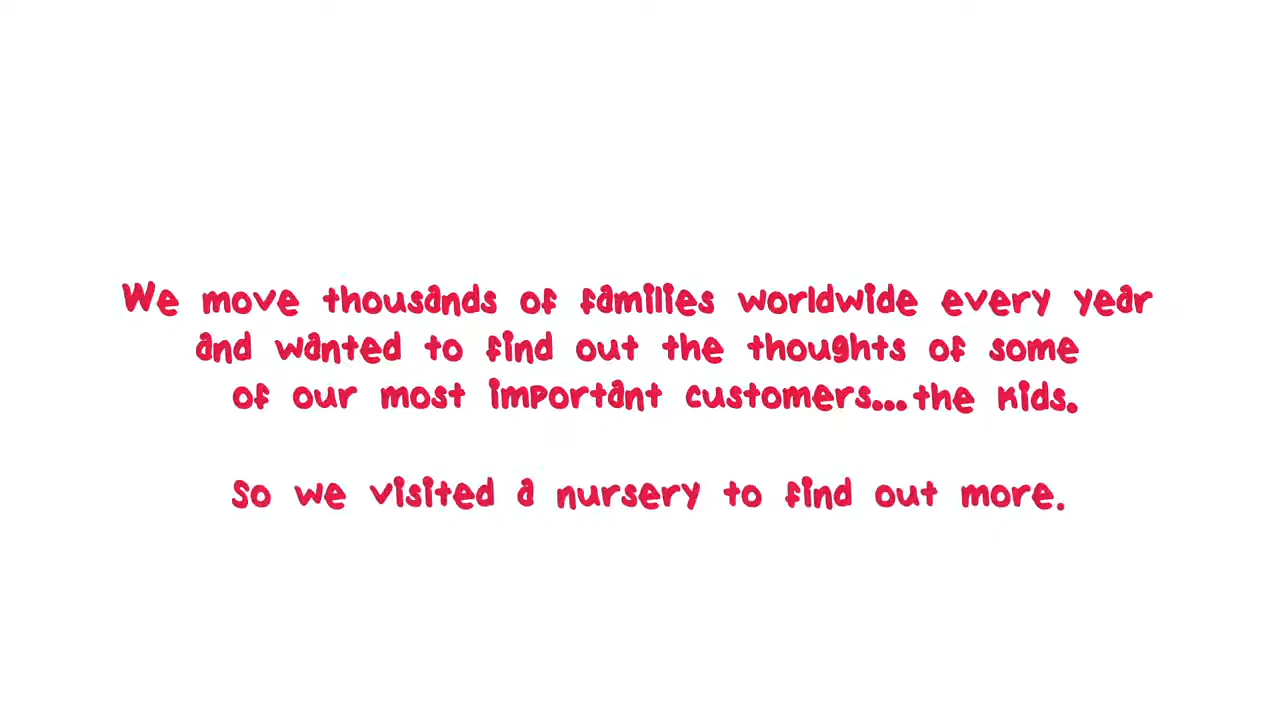 We move thousands of families worldwide every year
and wanted to find out the thoughts of some
of our most important customers...the kids.
So we visited a nursery to find out more.